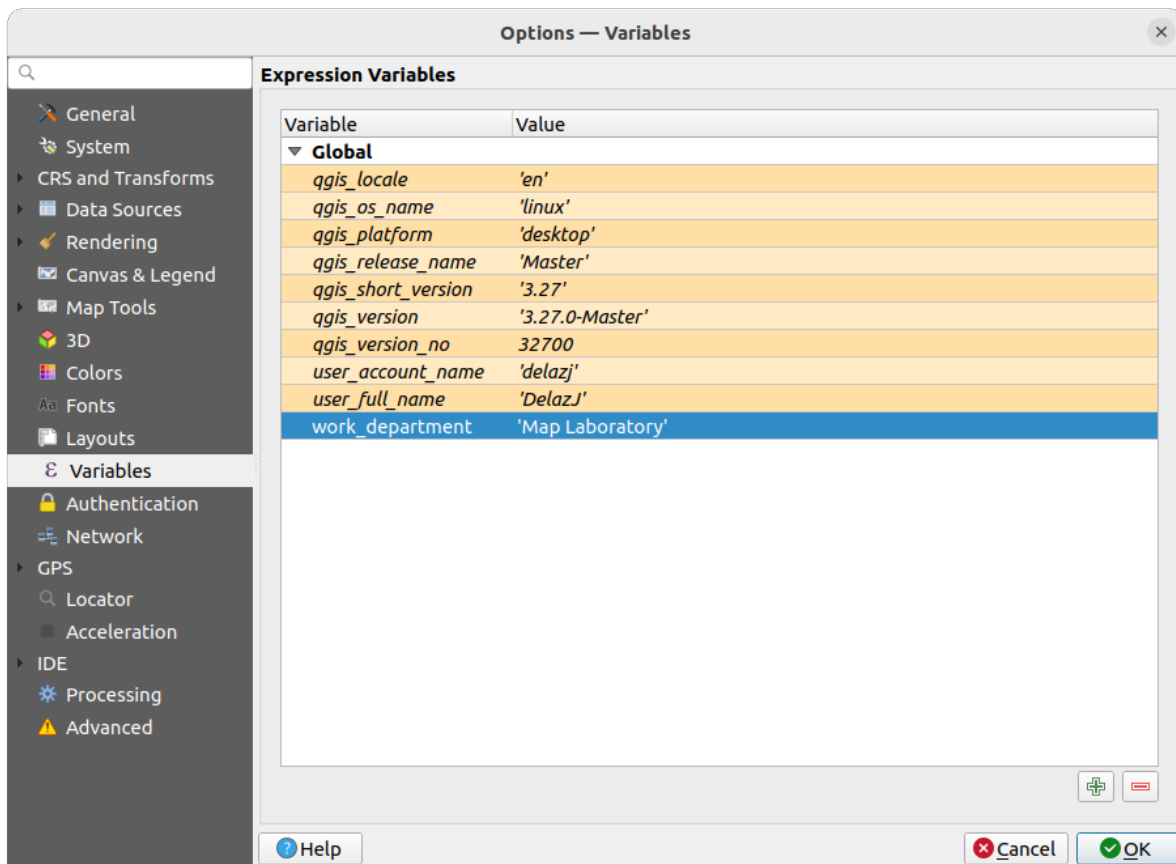 Options — Variables
General
System
CRS and Transforms
Data Sources
Rendering
Canvas & Legend
Map Tools
3D
Colors
Aa Fonts
Layouts
ε Variables
Authentication
Network
GPS
Locator
Acceleration
IDE
Processing
Advanced
Expression Variables
Variable Value
Global
qgis_locale 'en'
qgis_os_name 'linux'
qgis_platform 'desktop'
qgis_release_name 'Master'
qgis_short_version '3.27'
qgis_version '3.27.0-Master'
qgis_version_no 32700
user_account_name 'delazj'
user_full_name 'DelazJ'
work_department 'Map Laboratory'
? Help
Cancel
OK